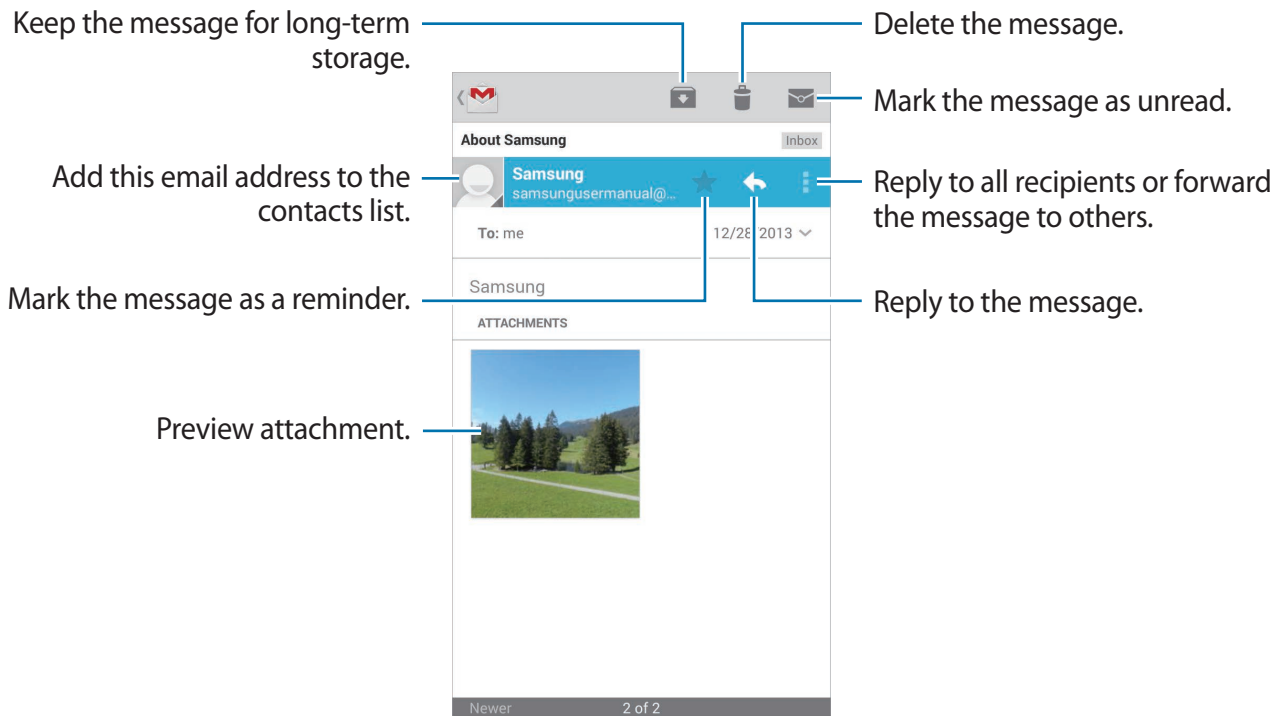 Keep the message for long-term
storage.
Delete the message.
Mark the message as unread.
About Samsung
Inbox
Add this email address to the
contacts list.
Samsung
samsungusermanual@...
Reply to all recipients or forward
the message to others.
To: me
12/28/2013
Mark the message as a reminder.
Samsung
Reply to the message.
ATTACHMENTS
Preview attachment.
Newer
2 of 2